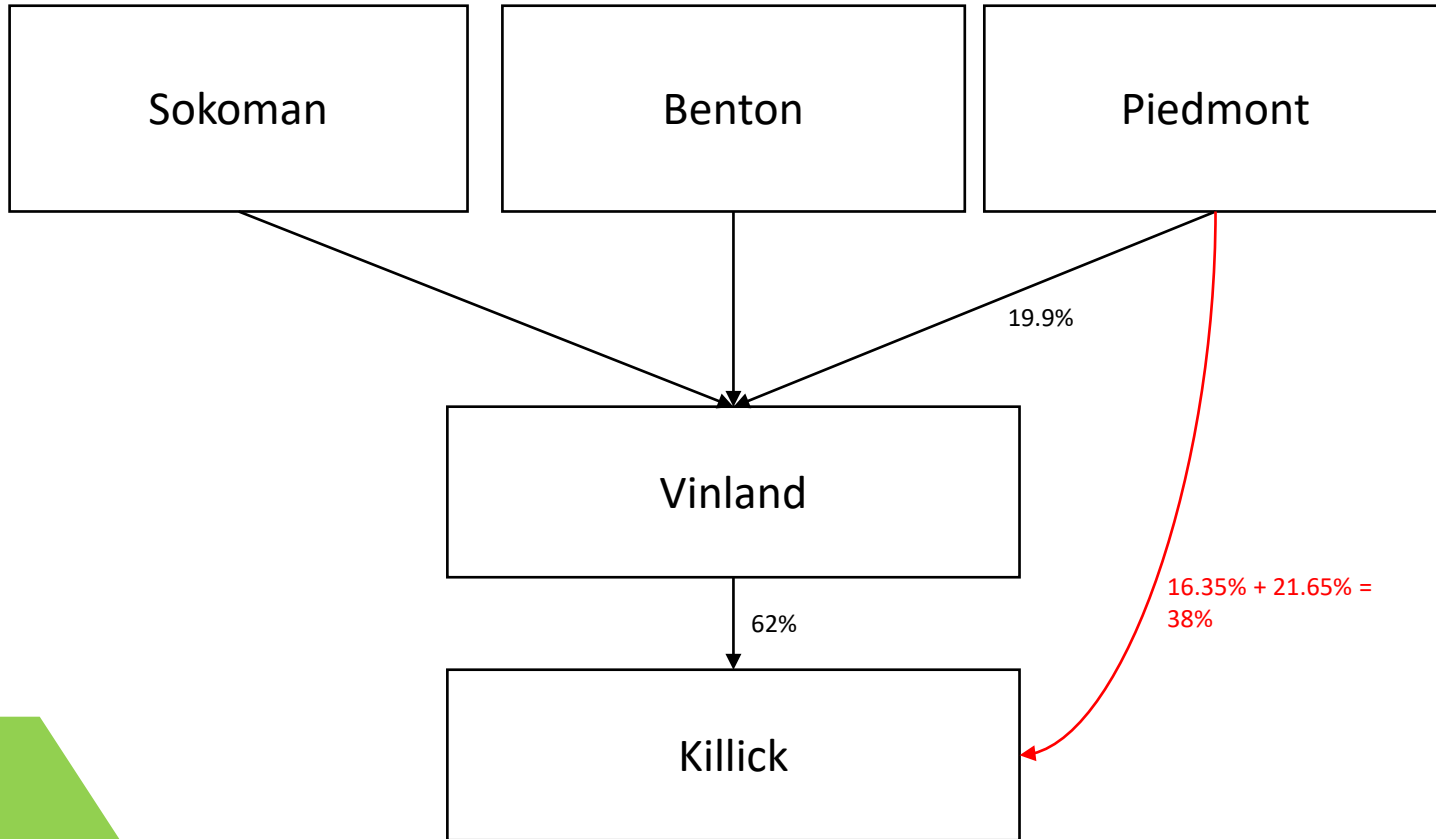 Sokoman
Benton
Piedmont
19.9%
Vinland
16.35% + 21.65% =
38%
62%
Killick